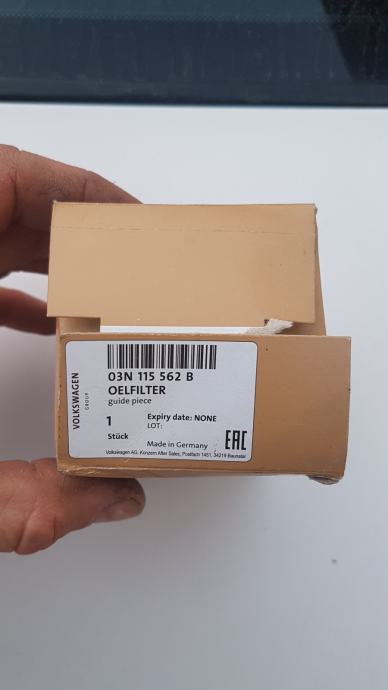 03N 115 562 B
OELFILTER
guide piece
VOLKSWAGEN
GROUP
1
Stück
Expiry date: NONE
LOT:
Made in Germany
EAC
Volkswagen AG, Konzern After Sales, Postfach 1451, 34219 Baunatal